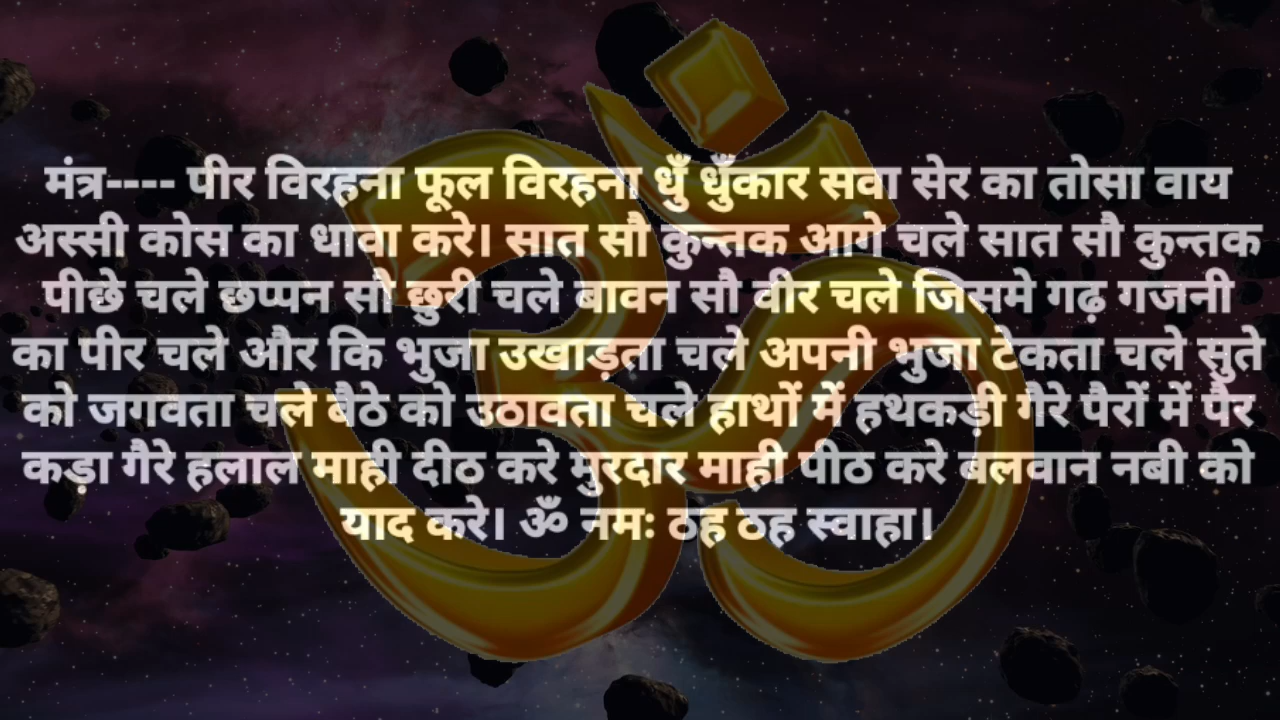 मंत्र---- पीर विरहना फूल विरहना धुँ धुँकार सवा सेर का तोसा वाय
अस्सी कोस का धावा करे। सात सौ कुन्तक आगे चले सात सौ कुन्तक
पीछे चले छप्पन सौ छुरी चले बावन सौ वीर चले जिसमे गढ़ गजनी
का पीर चले और कि भुजा उखाड़ता चले अपनी भुजा टेकता चले सुते
को जगवता चले वैठे को उठावता चले हाथों में हथकड़ी गैरे पैरों में पैर
कडा गैरे हलाल माही दीठ करे मुरदार माही पीठ करे बलवान नबी को
याद करे। ॐ नमः ठह ठह स्वाहा।